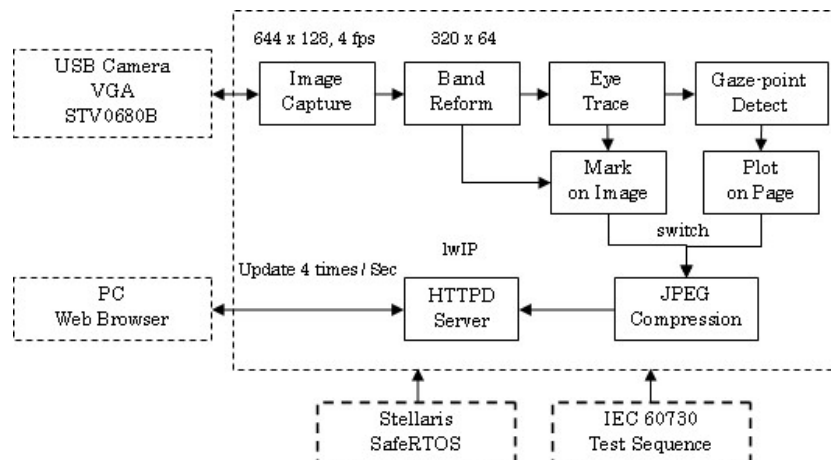 644 x 128, 4 fps
320 x 64
USB Camera
VGA
STV0680B
Image
Capture
Band
Reform
Eye
Trace
Gaze-point
Detect
Mark
on Image
Plot
on Page
switch
lwIP
Update 4 times / Sec
PC
Web Browser
HTTPD
Server
JPEG
Compression
Stellaris
SafeRTOS
IEC 60730
Test Sequence